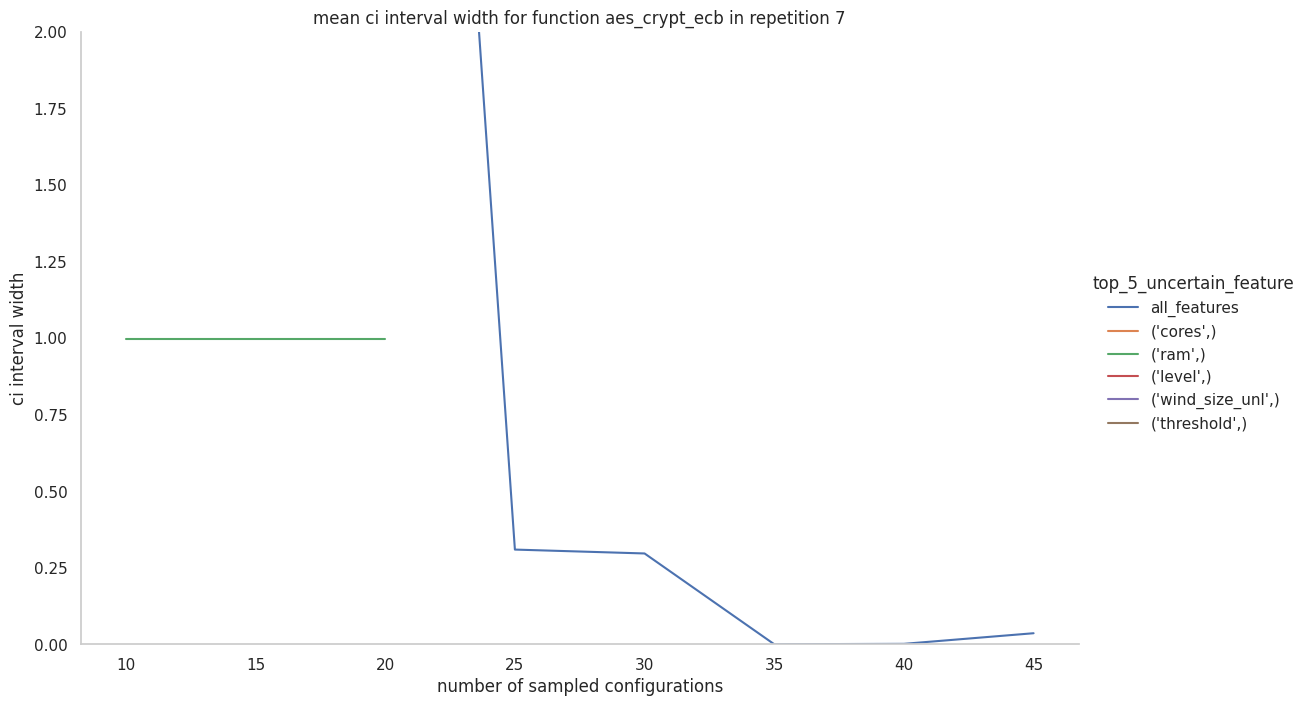 mean ci interval width for function aes_crypt_ecb in repetition 7
2.00
1.75
1.50
1.25
1.00
0.75
0.50
0.25
0.00
ci interval width
10 15 20 25 30 35 40 45
number of sampled configurations
top_5_uncertain_feature
all_features
('cores',)
('ram',)
('level',)
('wind_size_unl',)
('threshold',)